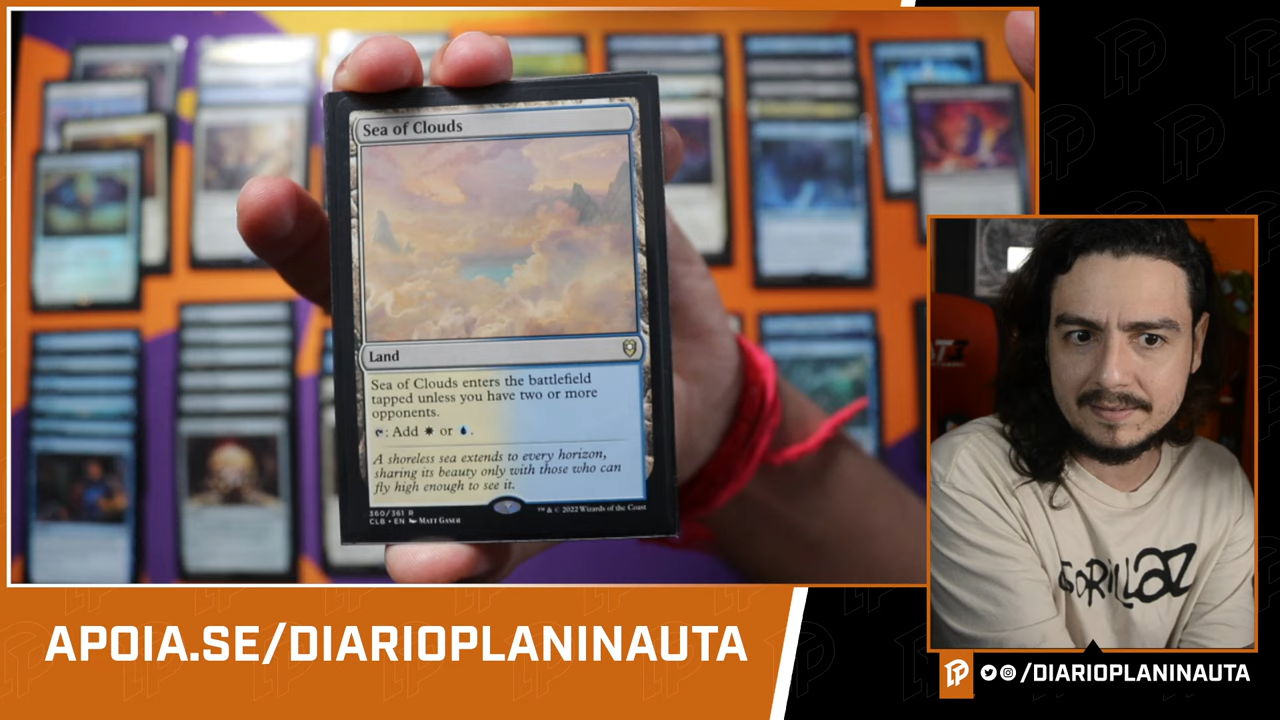 Sea of Clouds
Land
Sea of Clouds enters the battlefield
tapped unless you have two or more
opponents.
: Add or .
A shoreless sea extends to every horizon,
sharing its beauty only with those who can
fly high enough to see it.
360/361 R
CLB • EN MATT GASER
™ & © 2022 Wizards of the Coast
GORILLAZ
APOIA.SE/DIARIOPLANINAUTA
/DIARIOPLANINAUTA